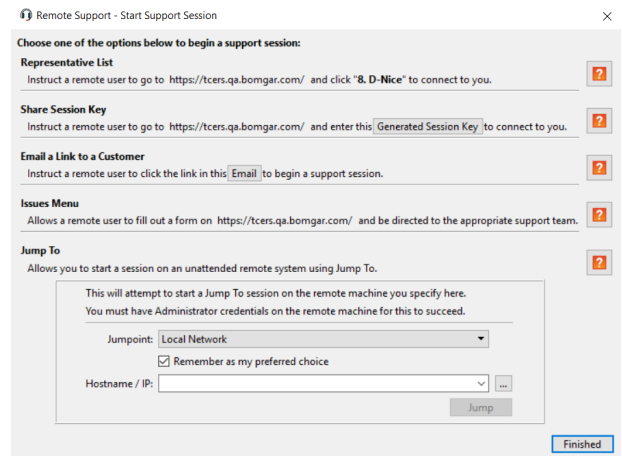 Remote Support - Start Support Session
Choose one of the options below to begin a support session:
Representative List
Instruct a remote user to go to https://tcers.qa.bomgar.com/ and click "8. D-Nice" to connect to you.
?
Share Session Key
Instruct a remote user to go to https://tcers.qa.bomgar.com/ and enter this Generated Session Key to connect to you.
?
Email a Link to a Customer
Instruct a remote user to click the link in this Email to begin a support session.
?
Issues Menu
Allows a remote user to fill out a form on https://tcers.qa.bomgar.com/ and be directed to the appropriate support team.
?
Jump To
Allows you to start a session on an unattended remote system using Jump To.
?
This will attempt to start a Jump To session on the remote machine you specify here.
You must have Administrator credentials on the remote machine for this to succeed.
Jumpoint: Local Network
Remember as my preferred choice
Hostname / IP: ...
Jump
Finished